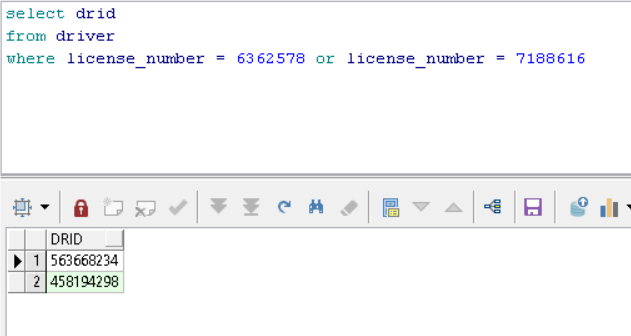 select drid
from driver
where license_number = 6362578 or license_number = 7188616
DRID
1 563668234
2 458194298